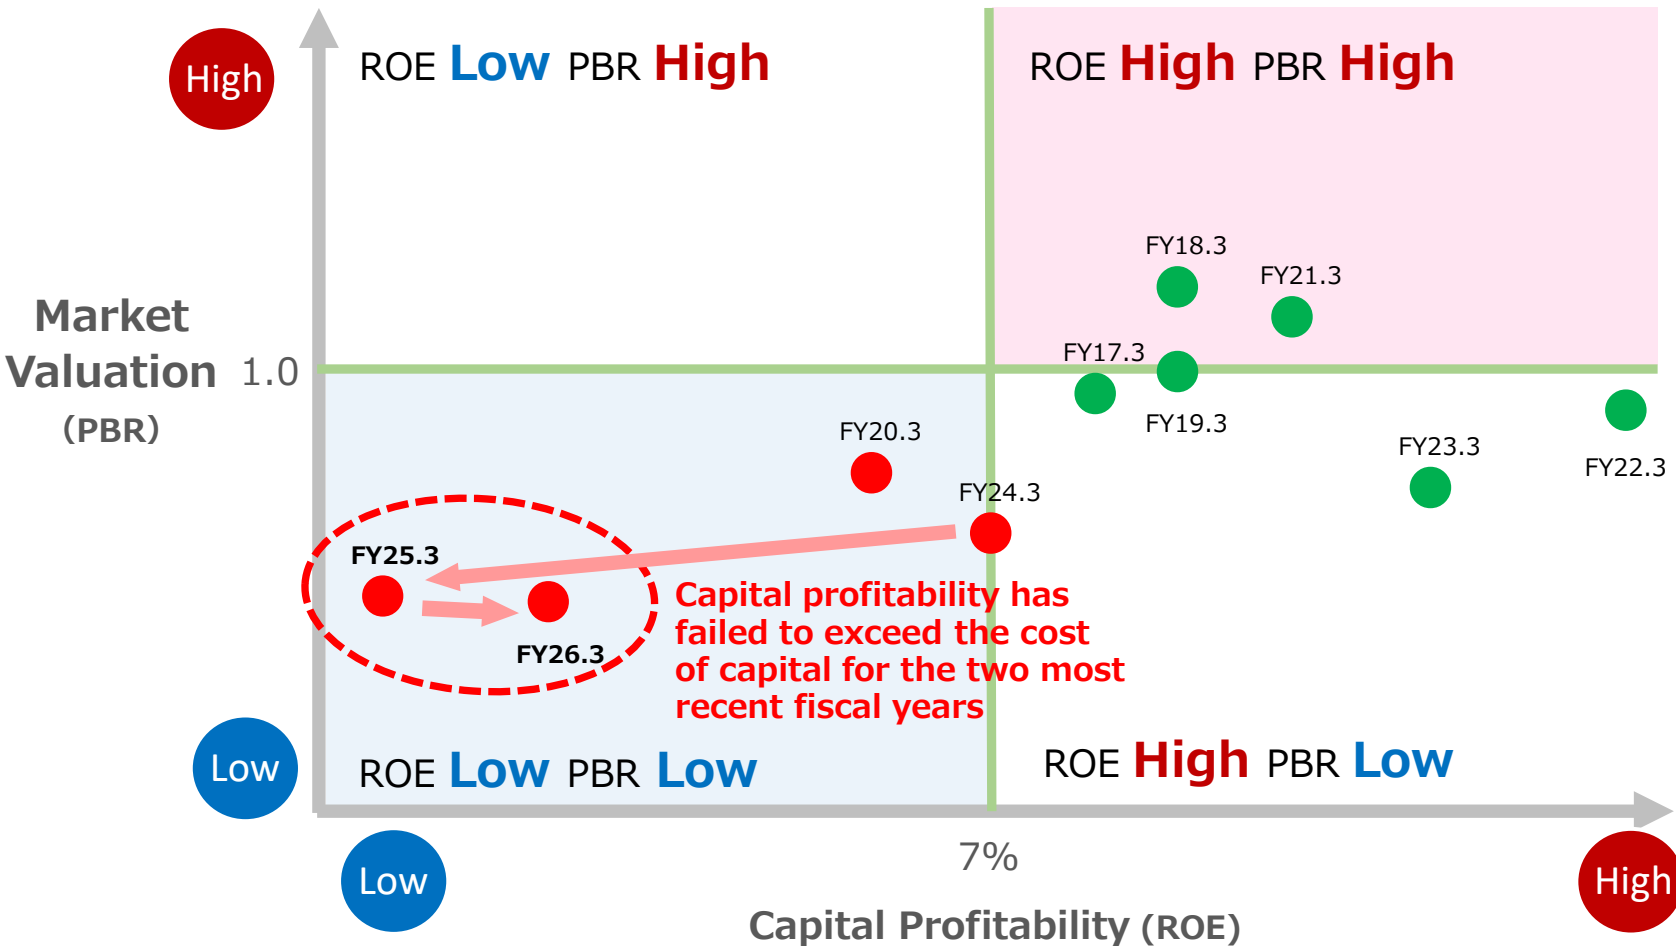 High
ROE Low PBR High
ROE High PBR High
FY18.3
FY21.3
Market
Valuation
(PBR)
1.0
FY17.3
FY19.3
FY20.3
FY23.3
FY22.3
FY24.3
FY25.3
FY26.3
Capital profitability has
failed to exceed the cost
of capital for the two most
recent fiscal years
Low
ROE Low PBR Low
ROE High PBR Low
Low
7%
High
Capital Profitability (ROE)